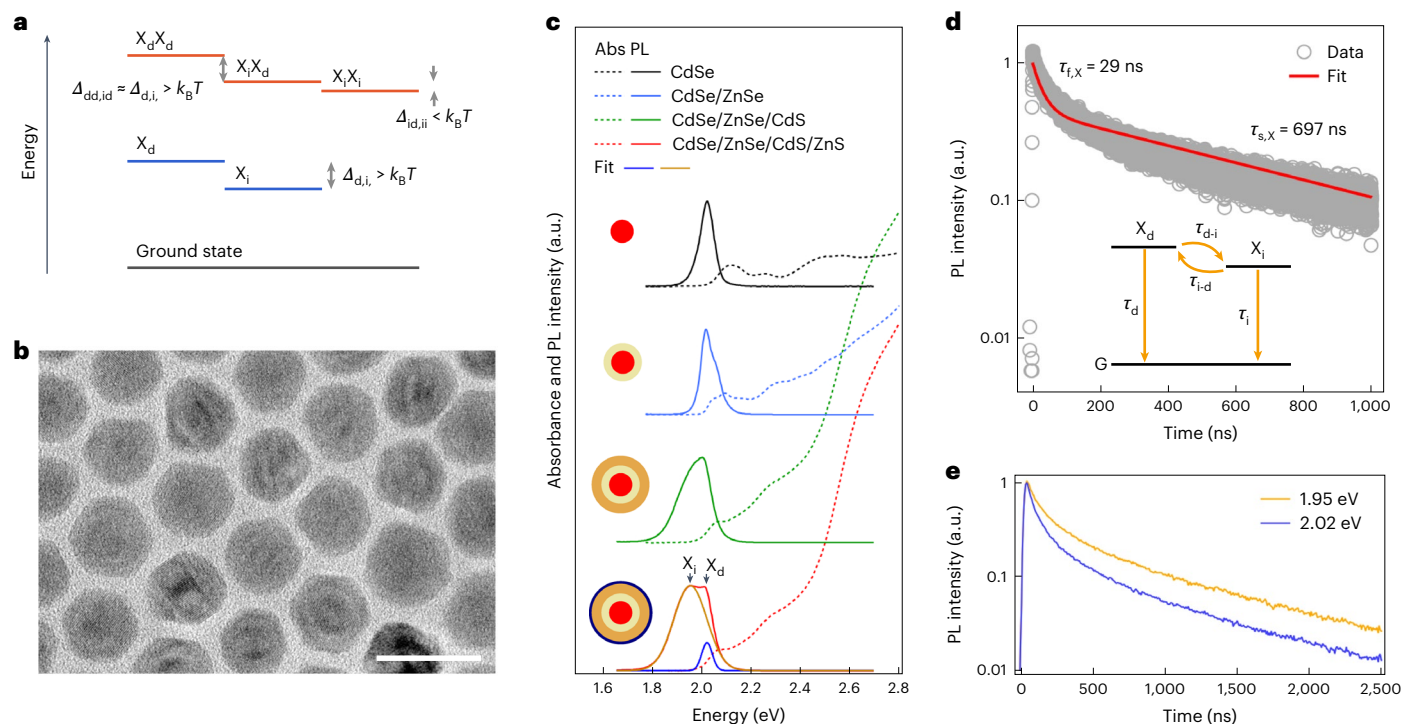 a
Energy
XdXd
XiXd
XiXi
Δdd,id ≈ Δd,i, > kBT
Δid,ii < kBT
Xd
Xi
Δd,i, > kBT
Ground state
b
c
Absorbance and PL intensity (a.u.)
Abs PL
CdSe
CdSe/ZnSe
CdSe/ZnSe/CdS
CdSe/ZnSe/CdS/ZnS
Fit
Xi Xd
1.6 1.8 2.0 2.2 2.4 2.6 2.8
Energy (eV)
d
PL intensity (a.u.)
1
0.1
0.01
τf,X = 29 ns
Data
Fit
τs,X = 697 ns
Xd
τd-i
Xi
τi-d
τd
τi
G
0 200 400 600 800 1,000
Time (ns)
e
PL intensity (a.u.)
1
0.1
0.01
1.95 eV
2.02 eV
0 500 1,000 1,500 2,000 2,500
Time (ns)